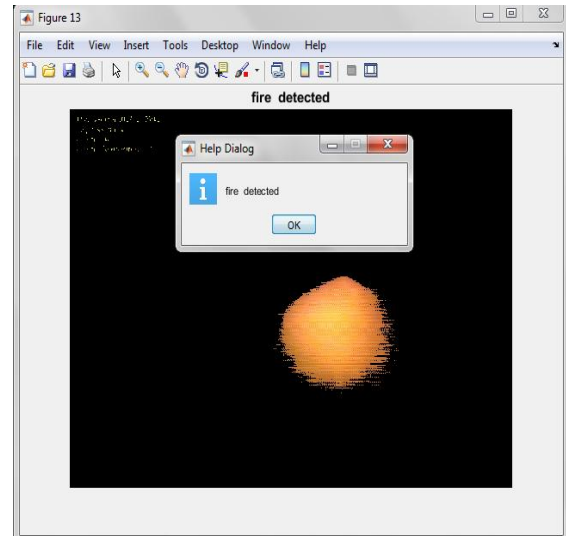 Figure 13
File Edit View Insert Tools Desktop Window Help
fire detected
Help Dialog
fire detected
OK